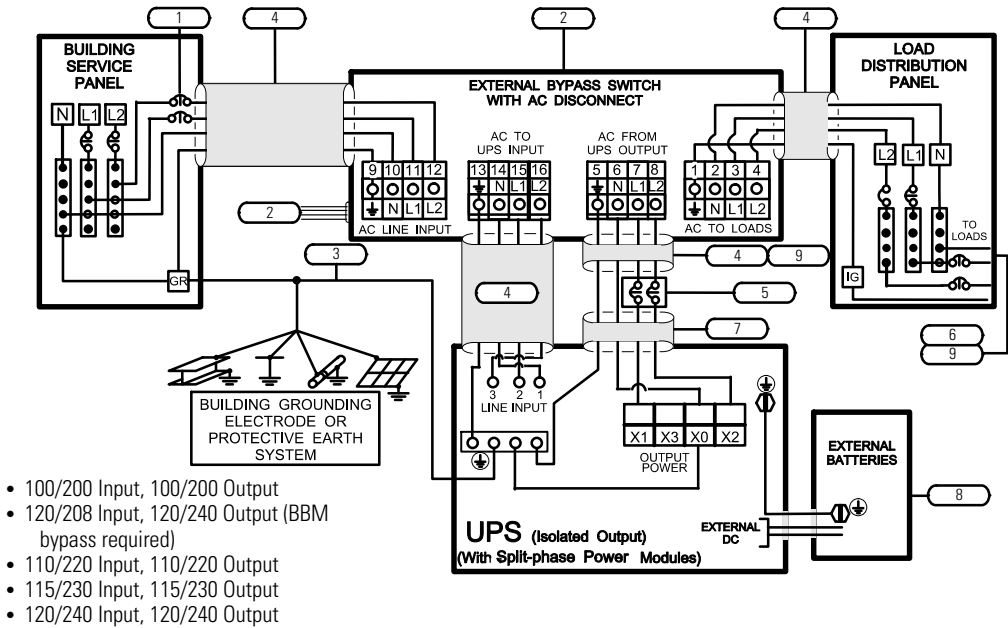 1
4
2
4
BUILDING
SERVICE
PANEL
N L1 L2
EXTERNAL BYPASS SWITCH
WITH AC DISCONNECT
LOAD
DISTRIBUTION
PANEL
AC TO
UPS INPUT
AC FROM
UPS OUTPUT
9 10 11 12
N L1 L2
AC LINE INPUT
13 14 15 16
N L1 L2
5 6 7 8
N L1 L2
1 2 3 4
N L1 L2
AC TO LOADS
L2 L1 N
TO
LOADS
2
3
GR
4
4
9
5
7
IG
6
9
BUILDING GROUNDING
ELECTRODE OR
PROTECTIVE EARTH
SYSTEM
3 2 1
LINE INPUT
X1 X3 X0 X2
OUTPUT
POWER
EXTERNAL
BATTERIES
8
UPS (Isolated Output)
(With Split-phase Power Modules)
EXTERNAL
DC
• 100/200 Input, 100/200 Output
• 120/208 Input, 120/240 Output (BBM
bypass required)
• 110/220 Input, 110/220 Output
• 115/230 Input, 115/230 Output
• 120/240 Input, 120/240 Output